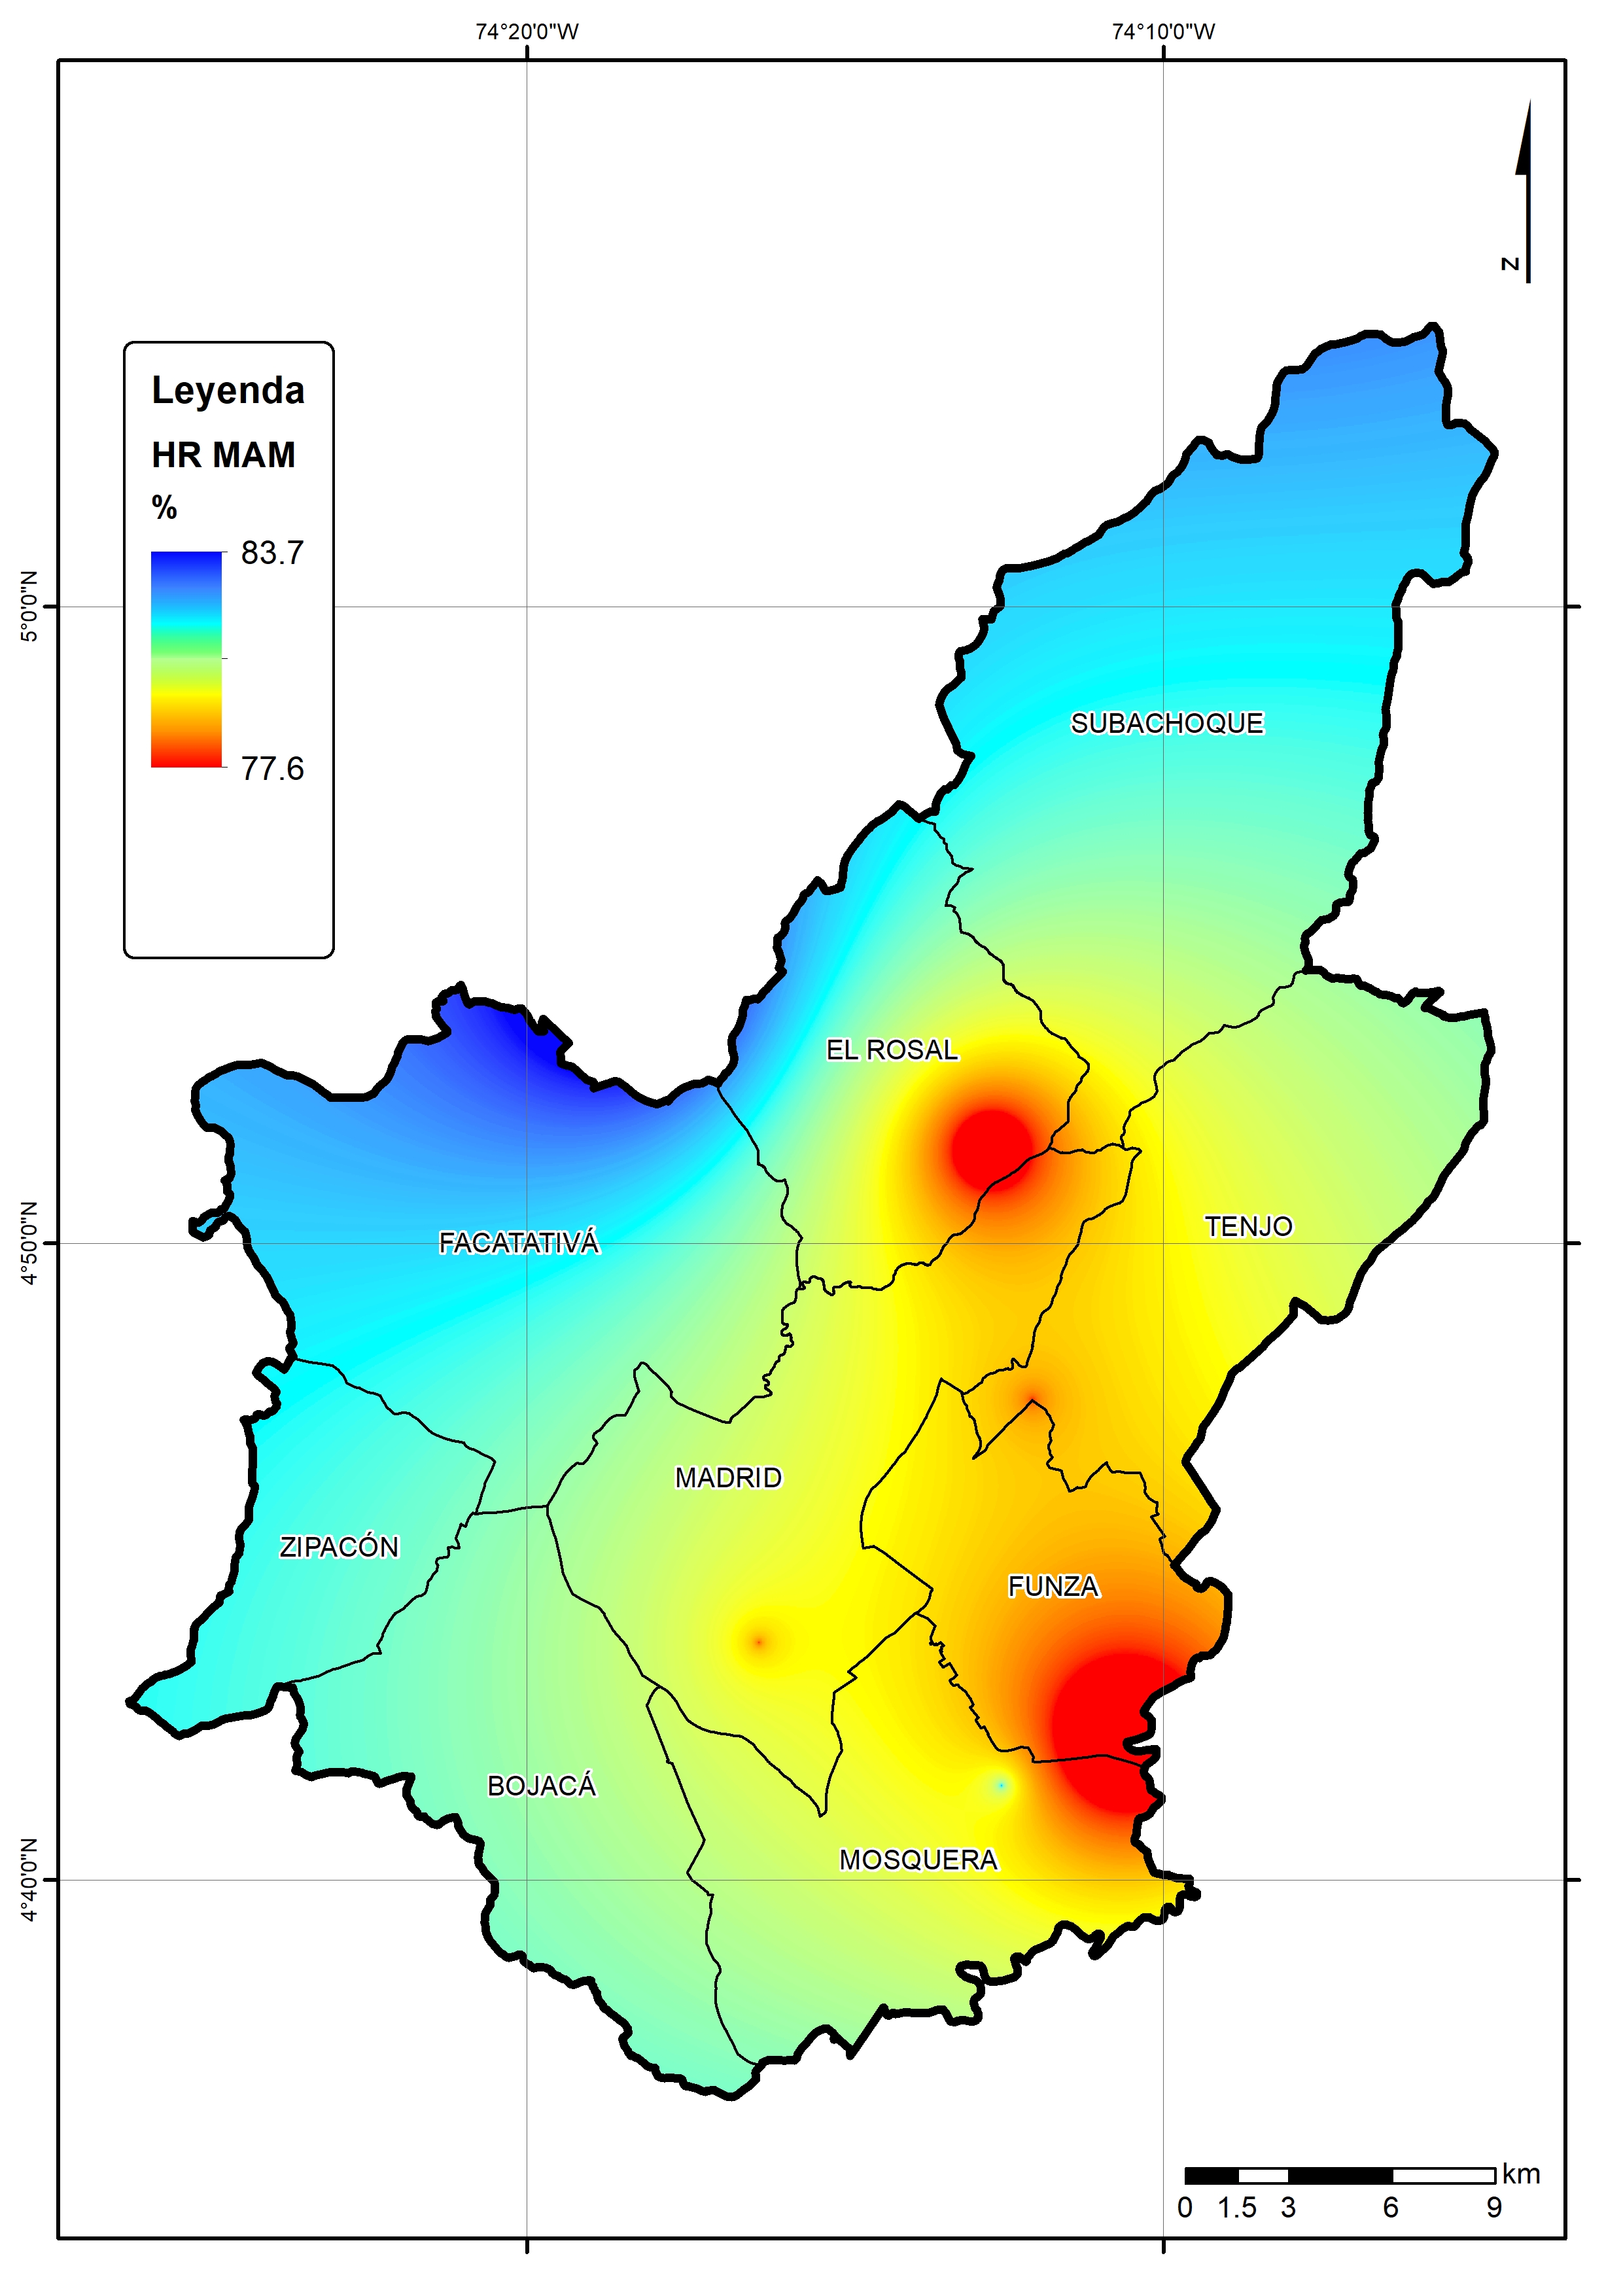 74°20'0"W
74°10'0"W
N
Leyenda
HR MAM
%
83.7
77.6
5°0'0"N
SUBACHOQUE
EL ROSAL
4°50'0"N
TENJO
FACATATIVÁ
MADRID
ZIPACÓN
FUNZA
BOJACÁ
MOSQUERA
4°40'0"N
km
0 1.5 3 6 9